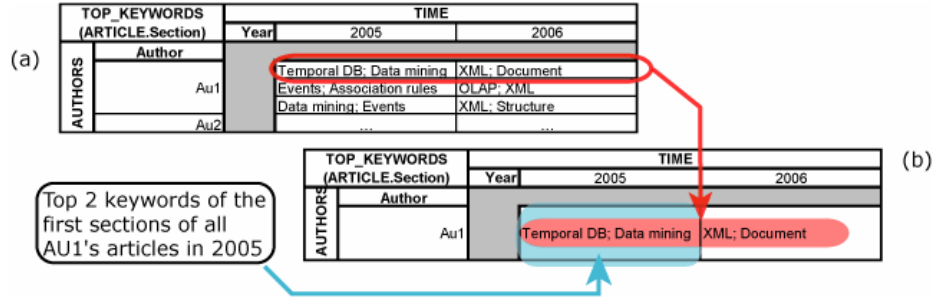 TOP_KEYWORDS TIME
(ARTICLE.Section) Year 2005 2006
(a)
AUTHORS
Author
Au1
Temporal DB; Data mining XML; Document
Events; Association rules OLAP; XML
Data mining; Events XML; Structure
Au2 ... ...
(b)
TOP_KEYWORDS TIME
(ARTICLE.Section) Year 2005 2006
AUTHORS
Author
Au1 Temporal DB; Data mining XML; Document
Top 2 keywords of the
first sections of all
AU1's articles in 2005